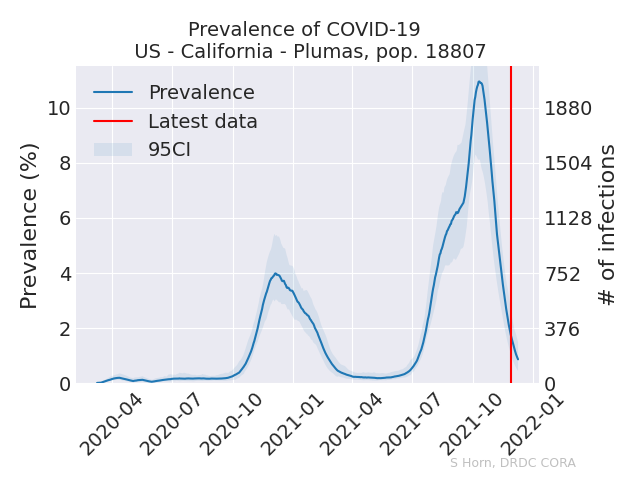 Prevalence of COVID-19
US - California - Plumas, pop. 18807
Prevalence
Latest data
95CI
Prevalence (%)
10
8
6
4
2
0
1880
1504
1128
752
376
0
# of infections
2020-04
2020-07
2020-10
2021-01
2021-04
2021-07
2021-10
2022-01
S Horn, DRDC CORA